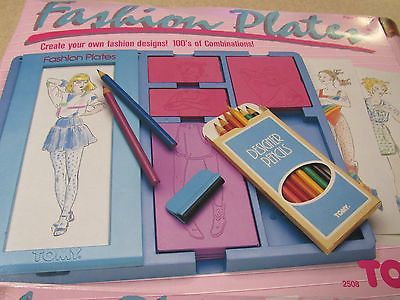 Fashion Plates
Create your own fashion designs! 100's of Combinations!
Fashion Plates
DESIGNER
PENCILS
TOMY
TOMY
2508
TO